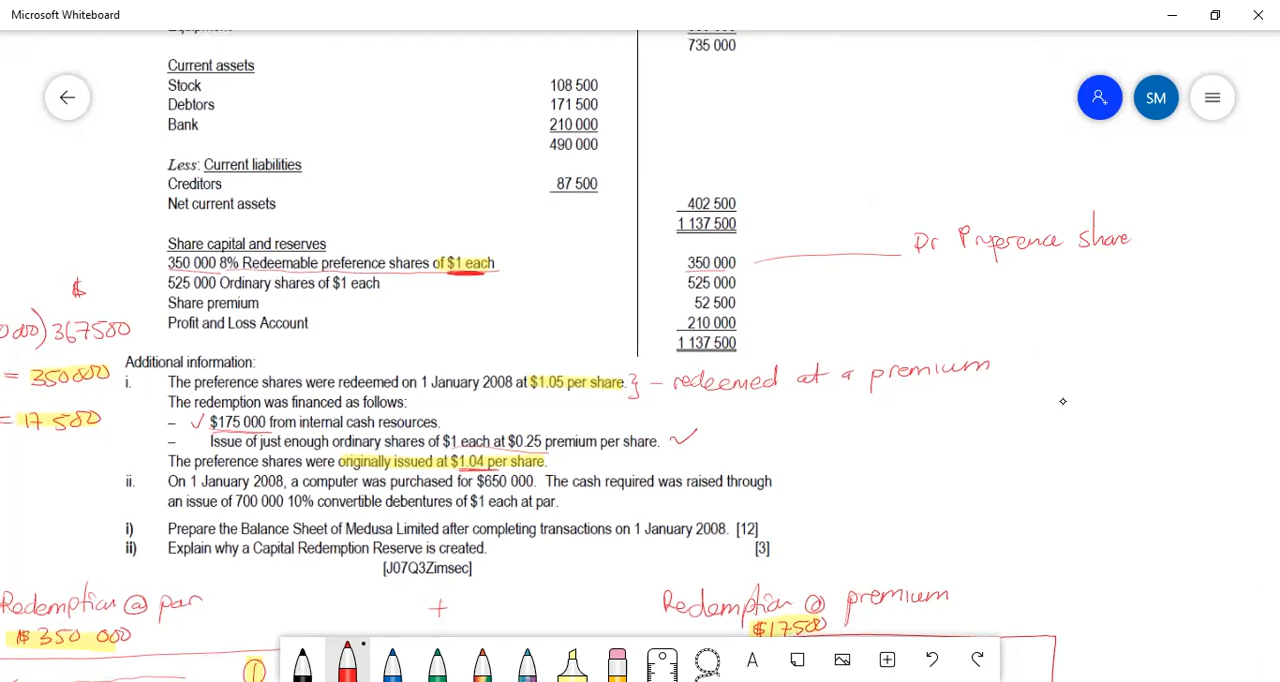 Microsoft Whiteboard
735 000
Current assets
Stock 108 500
Debtors 171 500
Bank 210 000
490 000
SM
Less: Current liabilities
Creditors 87 500
Net current assets 402 500
1 137 500
Share capital and reserves
Dr Preference share
350 000 8% Redeemable preference shares of $1 each 350 000
525 000 Ordinary shares of $1 each 525 000
$
Share premium 52 500
Profit and Loss Account 210 000
000) 367500
1 137 500
Additional information:
= 350000
i. The preference shares were redeemed on 1 January 2008 at $1.05 per share. } – redeemed at a premium
The redemption was financed as follows:
= 17 500
– ✓ $175 000 from internal cash resources.
– Issue of just enough ordinary shares of $1 each at $0.25 premium per share. ✓
The preference shares were originally issued at $1.04 per share.
ii. On 1 January 2008, a computer was purchased for $650 000. The cash required was raised through
an issue of 700 000 10% convertible debentures of $1 each at par.
i) Prepare the Balance Sheet of Medusa Limited after completing transactions on 1 January 2008. [12]
ii) Explain why a Capital Redemption Reserve is created. [3]
[J07Q3Zimsec]
Redemption @ par + Redemption @ premium
$350 000 $17500
1
A